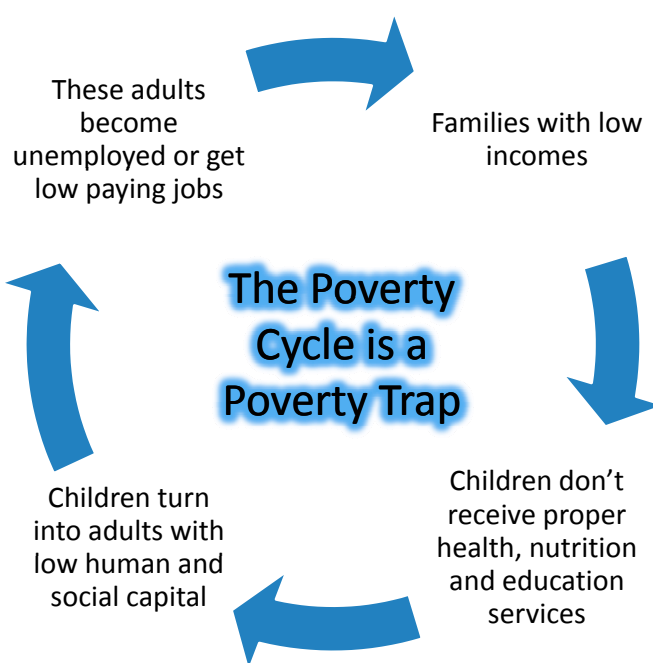 These adults
become
unemployed or get
low paying jobs
Families with low
incomes
The Poverty
Cycle is a
Poverty Trap
Children don’t
receive proper
health, nutrition
and education
services
Children turn
into adults with
low human and
social capital